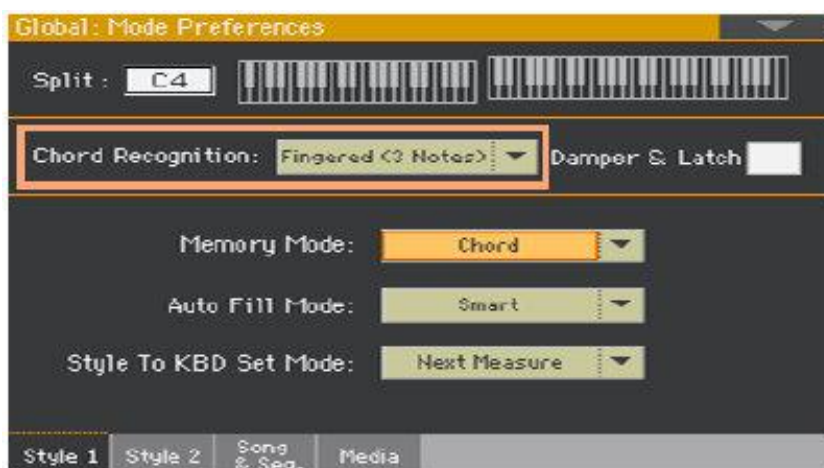 Global: Mode Preferences
Split : C4
Chord Recognition: Fingered (3 Notes) Damper & Latch
Memory Mode: Chord
Auto Fill Mode: Smart
Style To KBD Set Mode: Next Measure
Style 1 Style 2 Song & Seq. Media